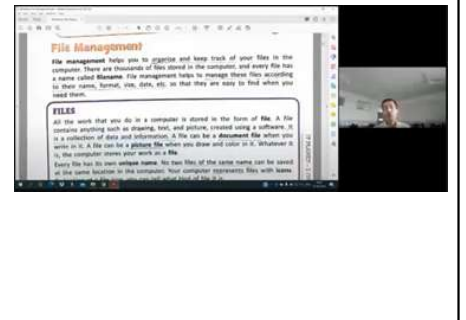 File Management
File management helps you to organise and keep track of your files in the
computer. There are thousands of files stored in the computer, and every file has
a name called filename. File management helps to manage these files according
to their name, format, size, date, etc. so that they are easy to find when you
need them.
FILES
All the work that you do in a computer is stored in the form of file. A file
contains anything such as drawing, text, and picture, created using a software. It
is a collection of data and information. A file can be a document file when you
write in it. A file can be a picture file when you draw and color in it. Whatever it
is, the computer stores your work as a file.
Every file has its own unique name. No two files of the same name can be saved
at the same location in the computer. Your computer represents files with icons.